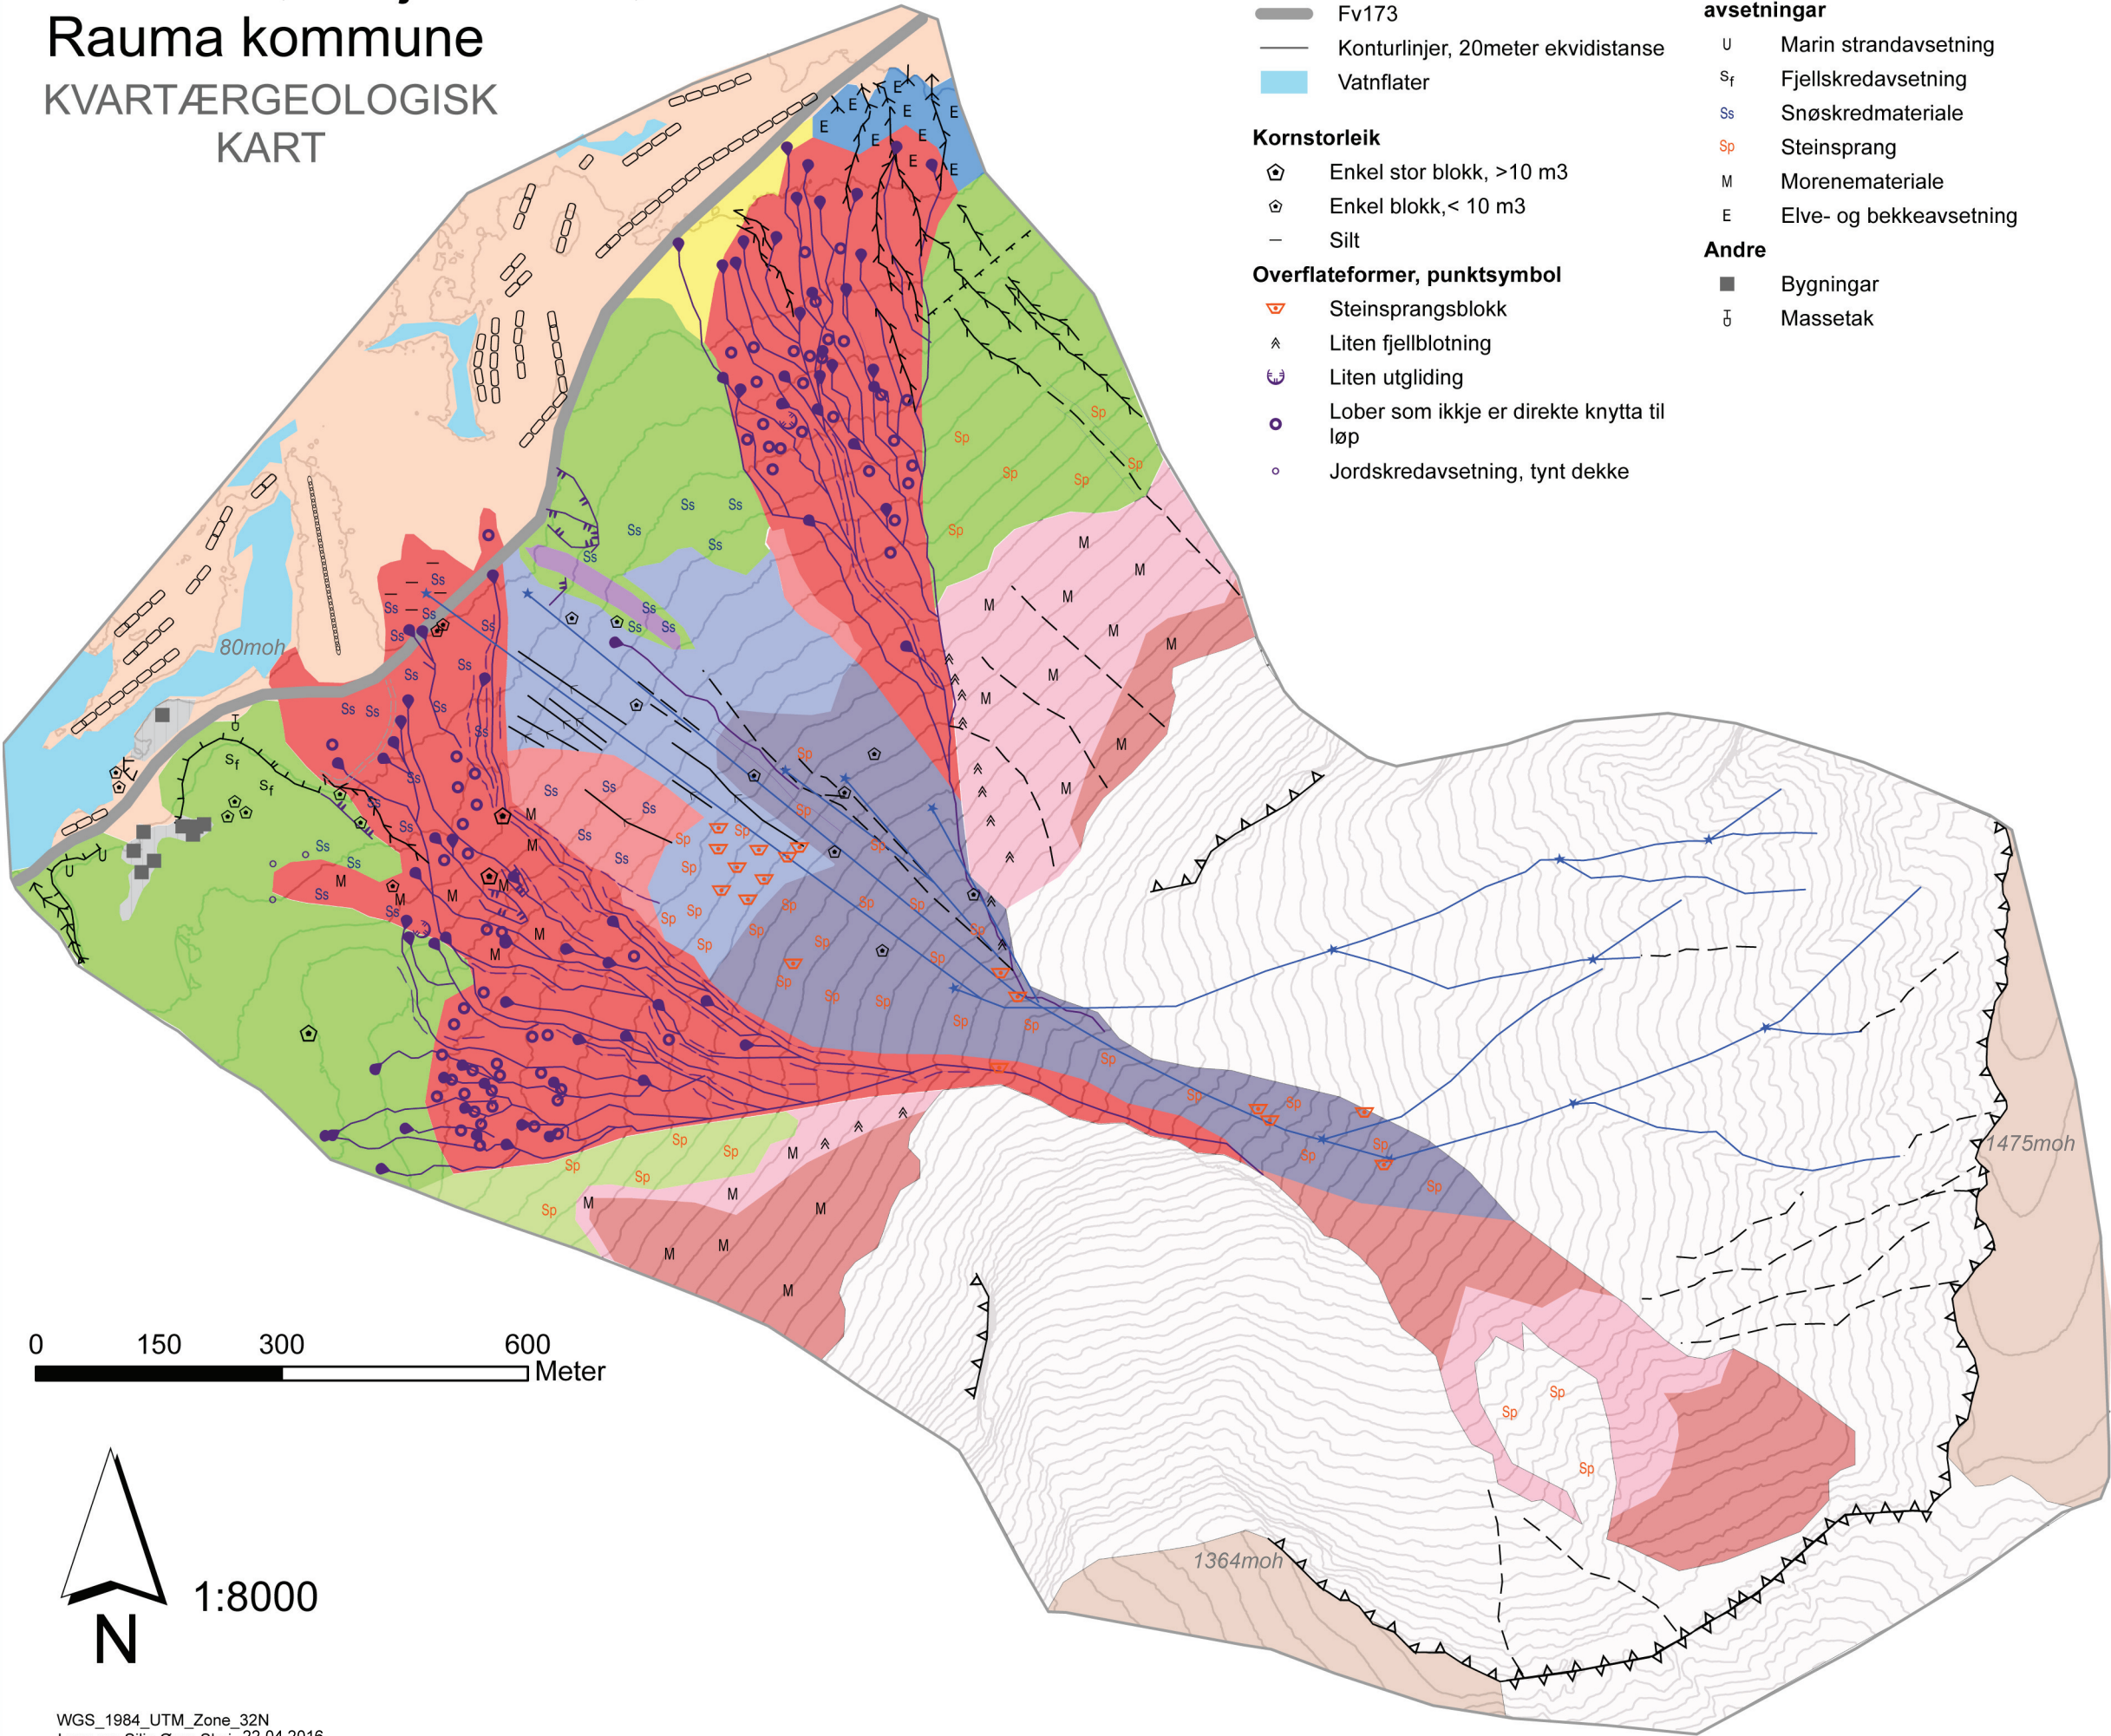 Rauma kommune
KVARTÆRGEOLOGISK
KART
Fv173
Konturlinjer, 20meter ekvidistanse
Vatnflater
Kornstorleik
Enkel stor blokk, >10 m3
Enkel blokk,< 10 m3
Silt
Overflateformer, punktsymbol
Steinsprangsblokk
Liten fjellblotning
Liten utgliding
Lober som ikkje er direkte knytta til
løp
Jordskredavsetning, tynt dekke
avsetningar
U Marin strandavsetning
Sf Fjellskredavsetning
Ss Snøskredmateriale
Sp Steinsprang
M Morenemateriale
E Elve- og bekkeavsetning
Andre
Bygningar
Massetak
80moh
1475moh
1364moh
0 150 300 600
Meter
1:8000
N
WGS_1984_UTM_Zone_32N